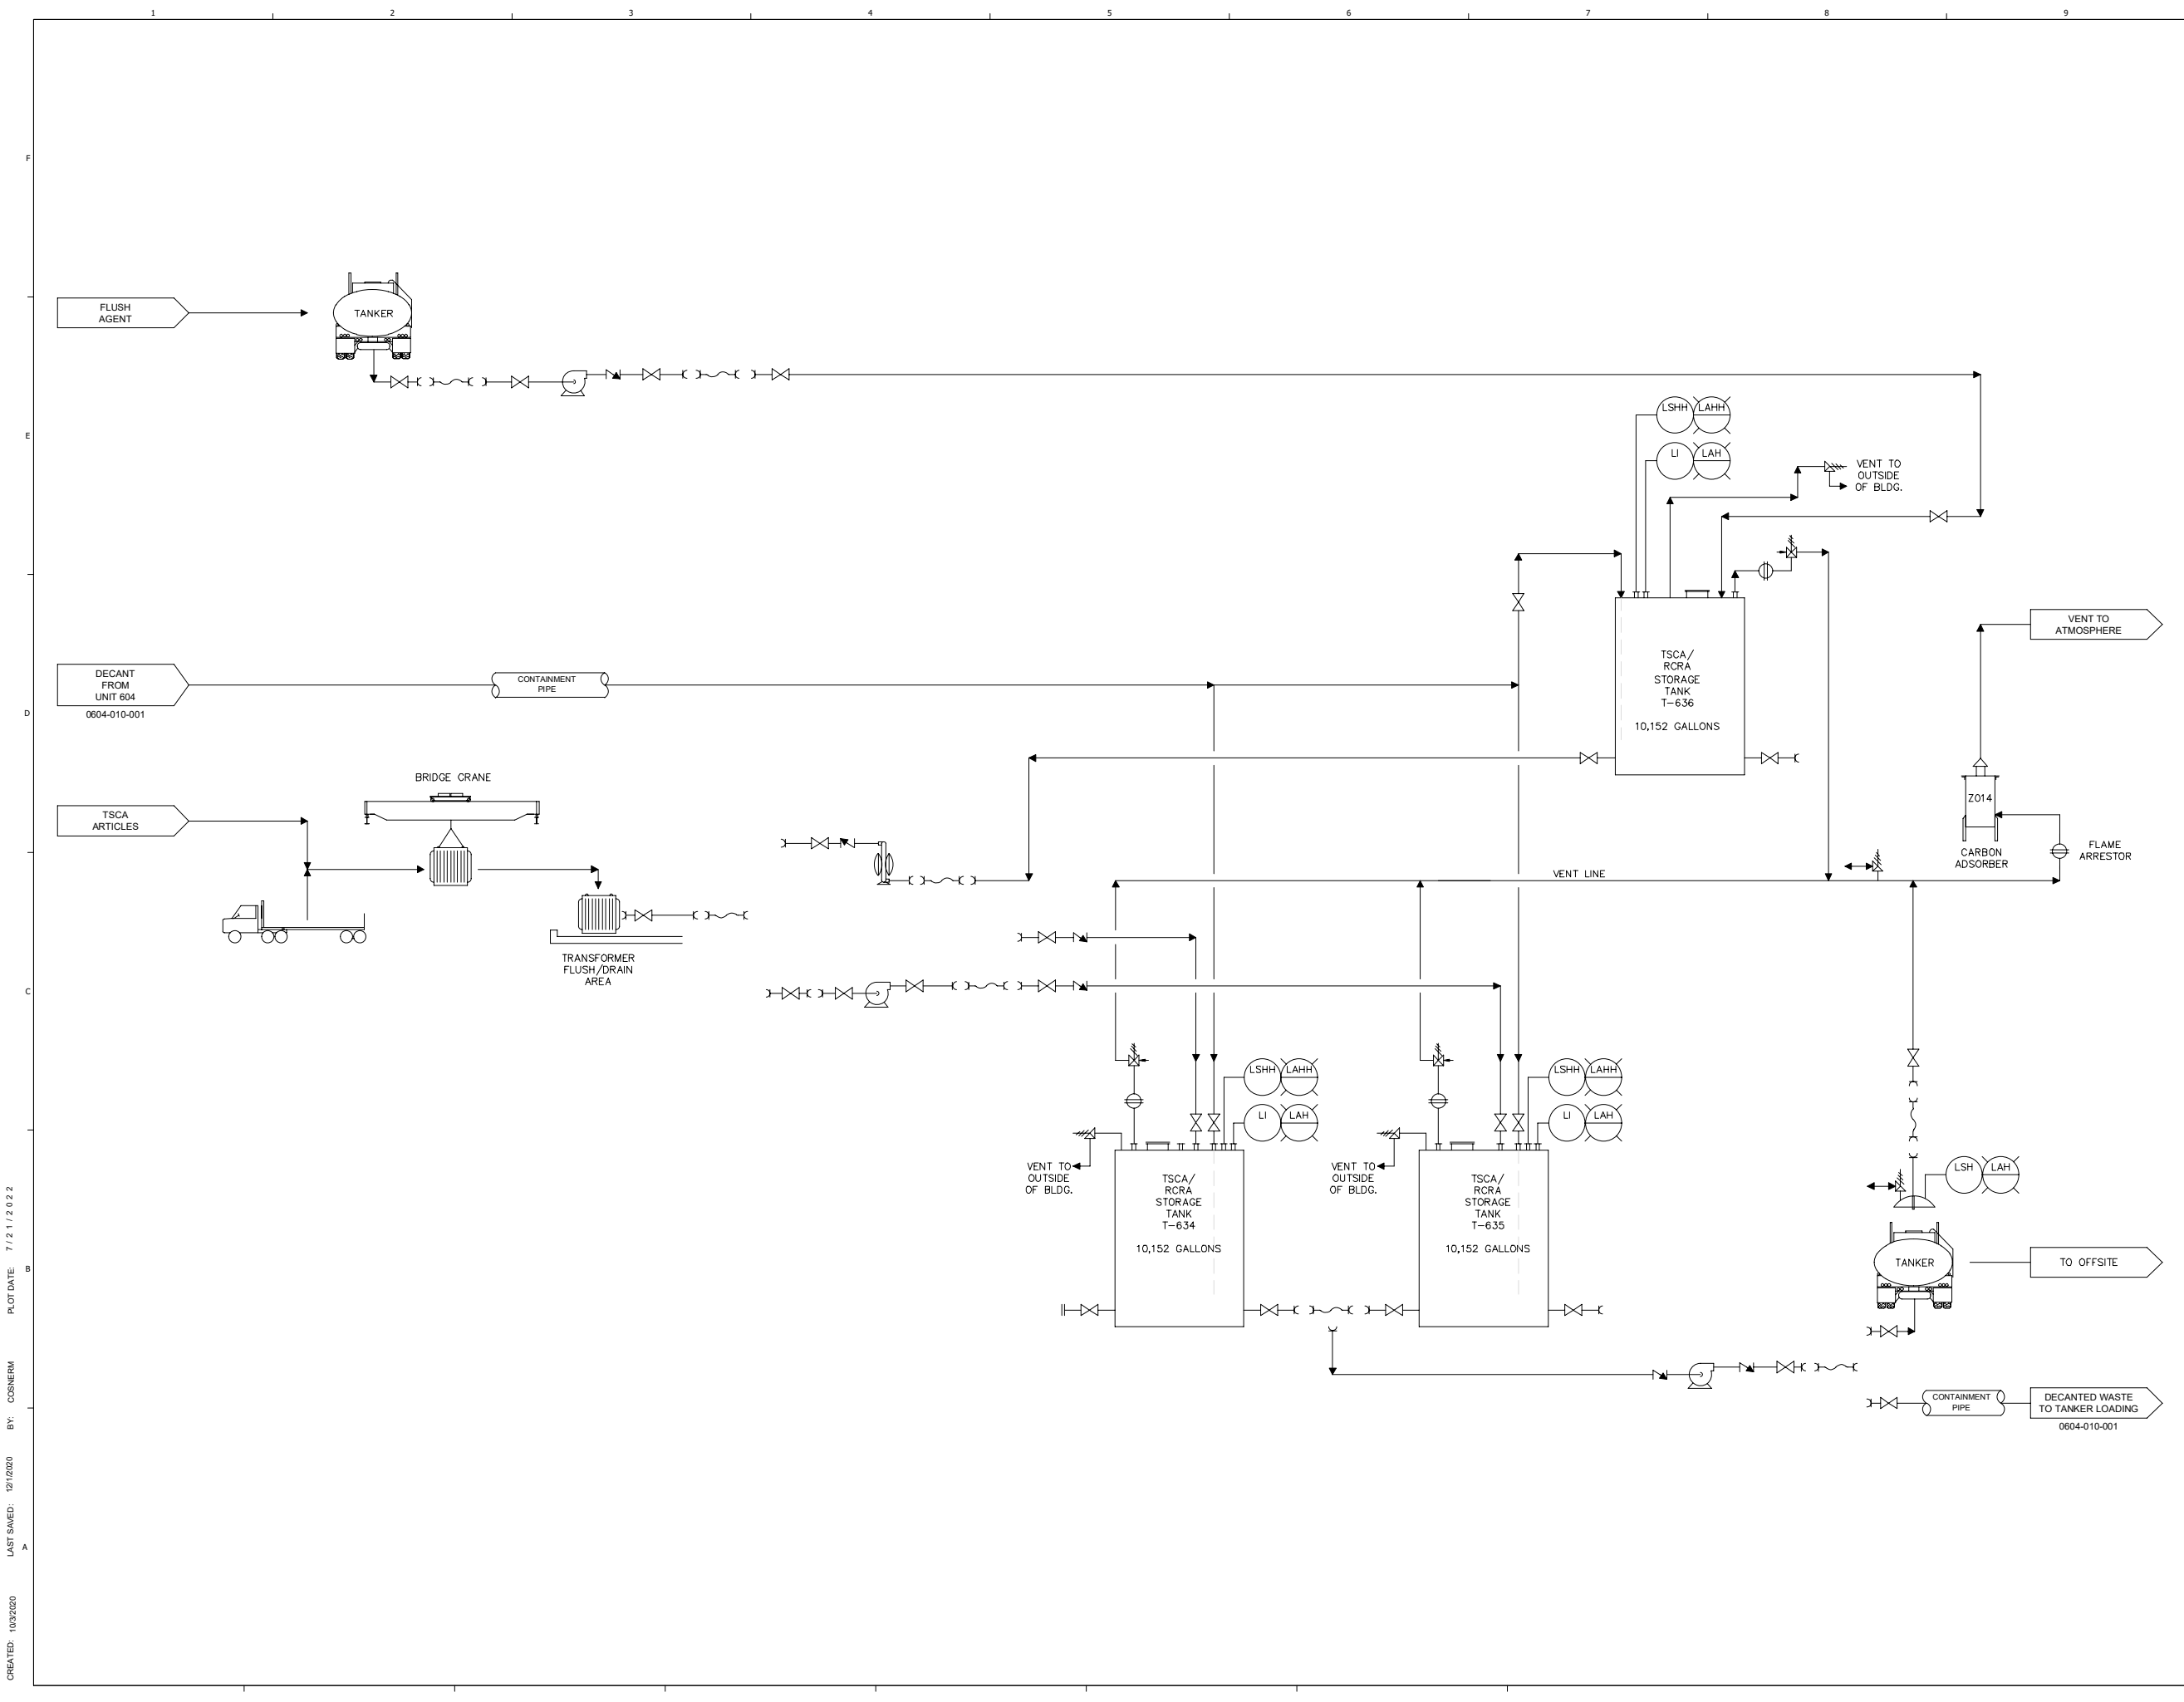 1 2 3 4 5 6 7 8 9
F
FLUSH
AGENT
TANKER
E
LSHH LAHH
LI LAH
VENT TO
OUTSIDE
OF BLDG.
VENT TO
ATMOSPHERE
TSCA/
RCRA
STORAGE
TANK
T-636
10,152 GALLONS
DECANT
FROM
UNIT 604
0604-010-001
CONTAINMENT
PIPE
D
BRIDGE CRANE
TSCA
ARTICLES
Z014
CARBON
ADSORBER
FLAME
ARRESTOR
VENT LINE
TRANSFORMER
FLUSH/DRAIN
AREA
C
LSHH LAHH
LI LAH
LSHH LAHH
LI LAH
VENT TO
OUTSIDE
OF BLDG.
TSCA/
RCRA
STORAGE
TANK
T-634
10,152 GALLONS
VENT TO
OUTSIDE
OF BLDG.
TSCA/
RCRA
STORAGE
TANK
T-635
10,152 GALLONS
LSH LAH
TANKER
TO OFFSITE
B
CONTAINMENT
PIPE
DECANTED WASTE
TO TANKER LOADING
0604-010-001
A
CREATED: 10/3/2020 LAST SAVED: 12/1/2020 BY: COSNERM PLOT DATE: 7/21/2022